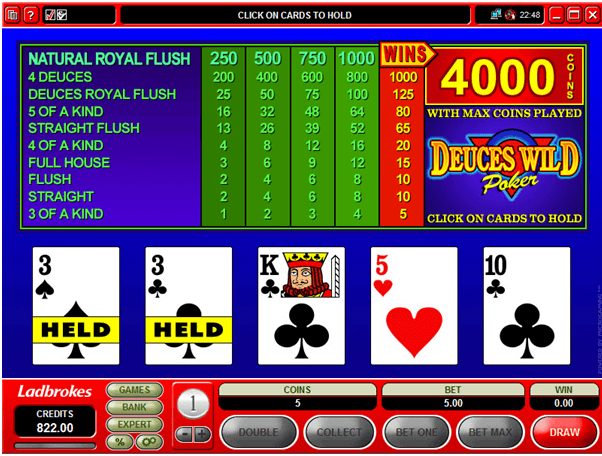 CLICK ON CARDS TO HOLD
22:48
NATURAL ROYAL FLUSH 250 500 750 1000 WINS
4 DEUCES 200 400 600 800 1000
DEUCES ROYAL FLUSH 25 50 75 100 125
5 OF A KIND 16 32 48 64 80
STRAIGHT FLUSH 13 26 39 52 65
4 OF A KIND 4 8 12 16 20
FULL HOUSE 3 6 9 12 15
FLUSH 2 4 6 8 10
STRAIGHT 2 4 6 8 10
3 OF A KIND 1 2 3 4 5
4000 COINS
WITH MAX COINS PLAYED
DEUCES WILD
Poker
CLICK ON CARDS TO HOLD
3 3 K 5 10
HELD HELD
Ladbrokes
CREDITS
822.00
GAMES
BANK
EXPERT
%
1
- +
COINS BET WIN
5 5.00 0.00
DOUBLE COLLECT BET ONE BET MAX DRAW